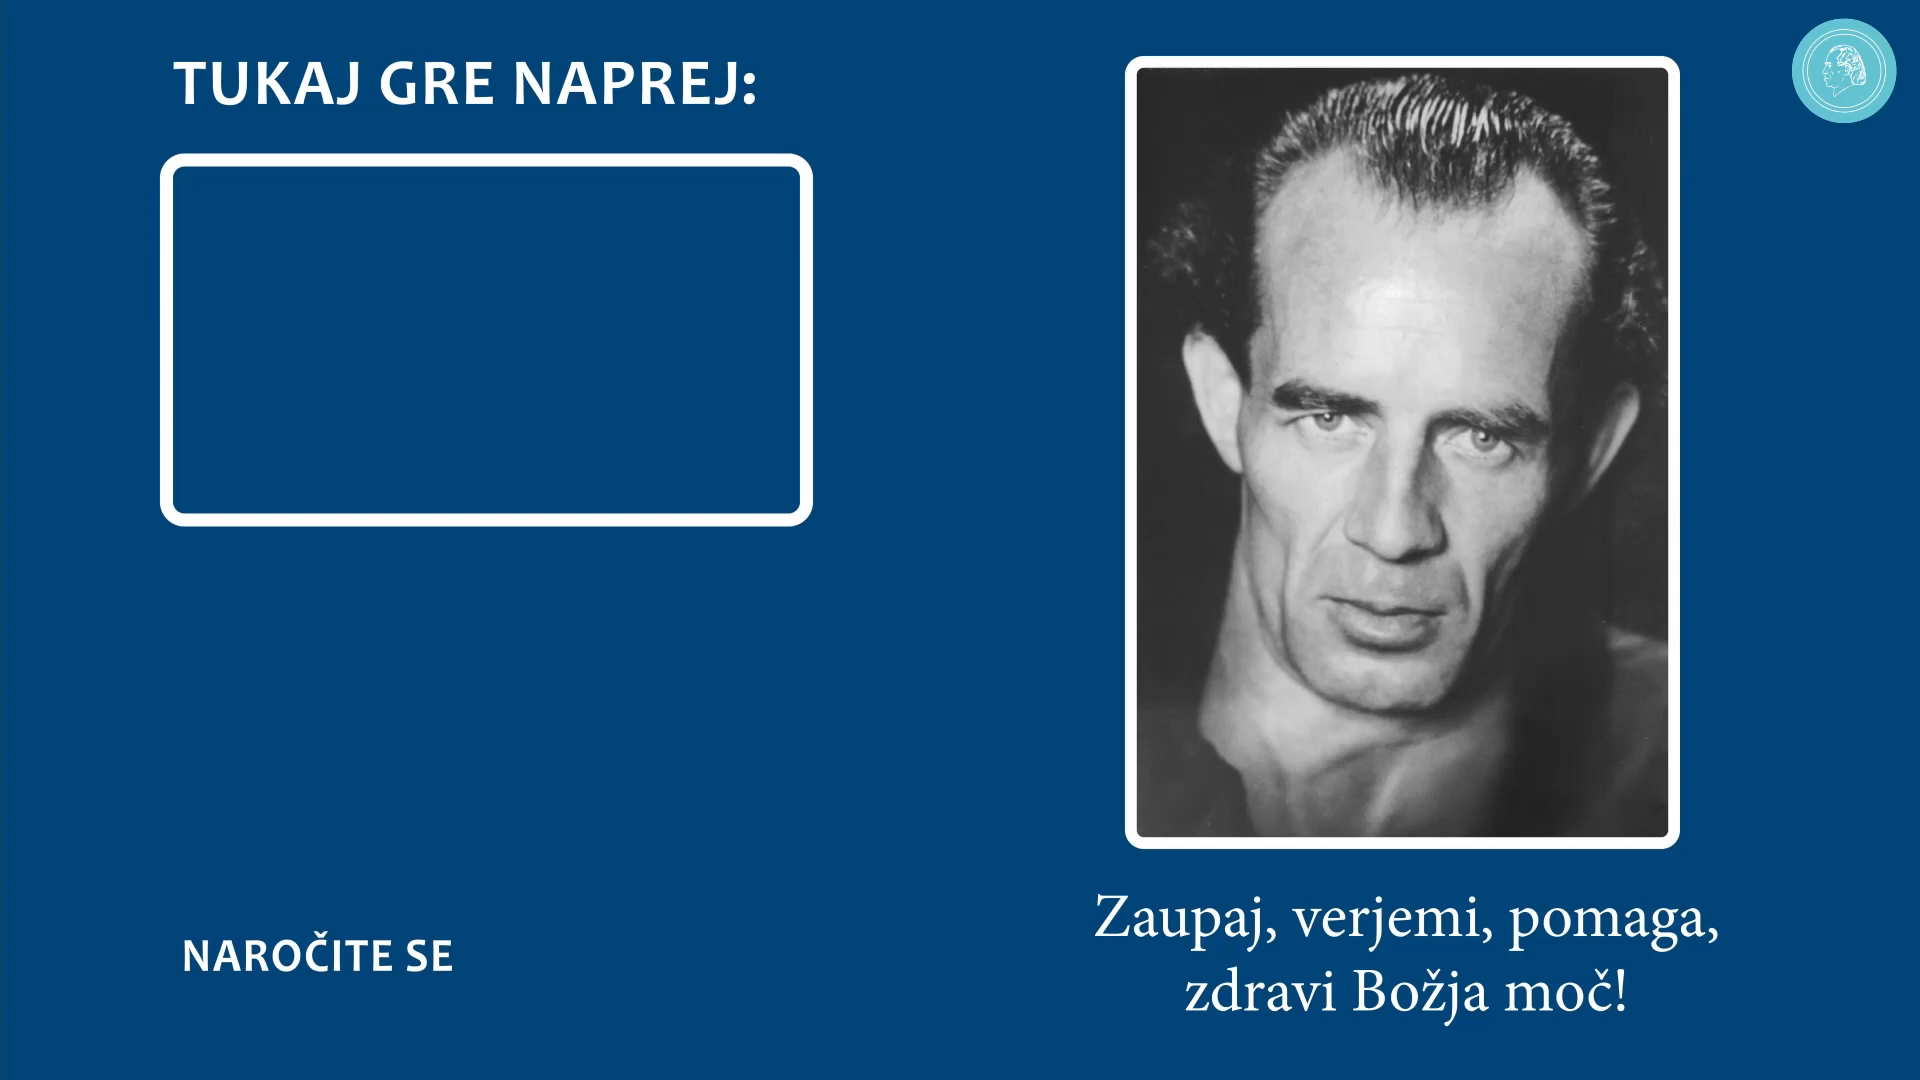 TUKAJ GRE NAPREJ:
NAROČITE SE
Zaupaj, verjemi, pomaga,
zdravi Božja moč!